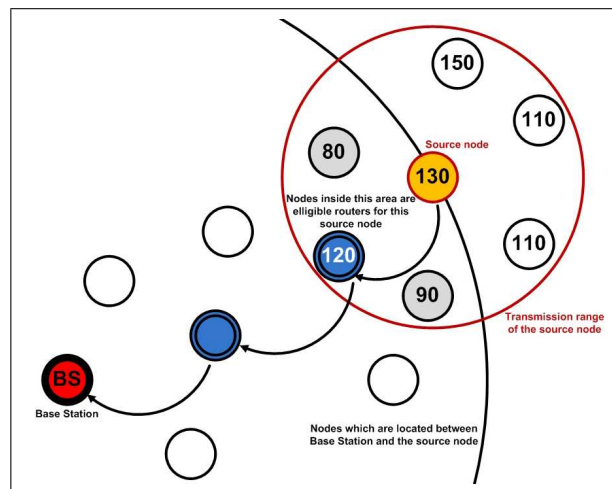 150
110
80
Source node
130
Nodes inside this area are
elligible routers for this
source node
110
120
90
Transmission range
of the source node
BS
Base Station
Nodes which are located between
Base Station and the source node